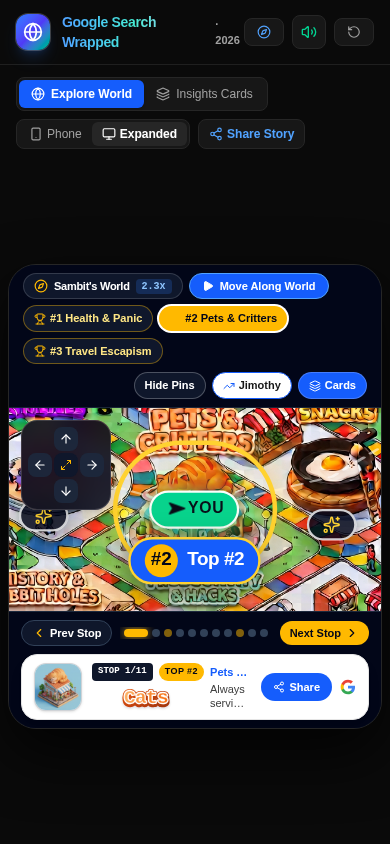 Google Search
Wrapped
·
2026
Explore World
Insights Cards
Phone
Expanded
Share Story
Sambit's World 2.3x
Move Along World
#1 Health & Panic
#2 Pets & Critters
#3 Travel Escapism
Hide Pins
Jimothy
Cards
PETS &
CRITTERS
SNACKS
YOU
#2 Top #2
HISTORY &
RABBIT HOLES
& HACKS
Prev Stop
Next Stop
STOP 1/11
TOP #2
Pets ...
cats
Always
servi...
Share